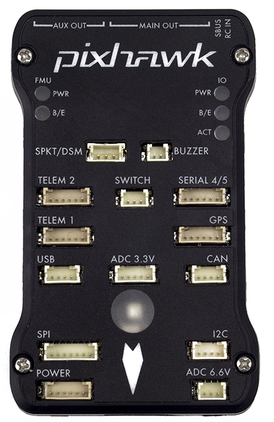 AUX OUT MAIN OUT SBUS
RC IN
pixhawk
FMU IO
PWR PWR
B/E B/E
ACT
SPKT/DSM BUZZER
TELEM 2 SWITCH SERIAL 4/5
TELEM 1 GPS
USB ADC 3.3V CAN
SPI I2C
POWER ADC 6.6V